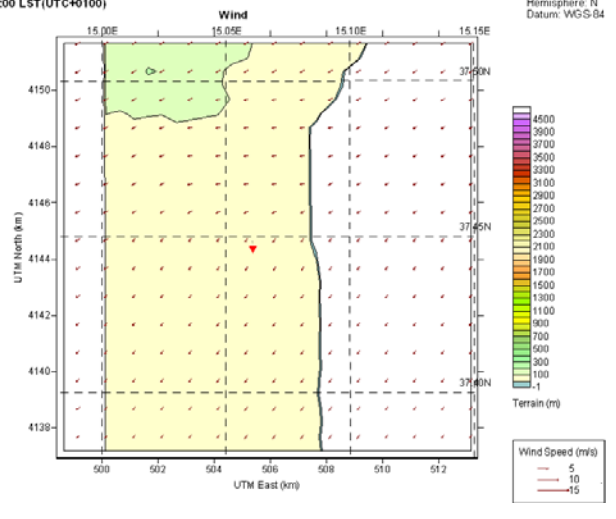 :00 LST(UTC+0100)
Wind
Hemisphere: N
Datum: WGS-84
15.00E 15.05E 15.10E 15.15E
37.50N
37.45N
37.40N
4150
4148
4146
4144
4142
4140
4138
UTM North (km)
500 502 504 506 508 510 512
UTM East (km)
4500
3900
3700
3500
3300
3100
2900
2700
2500
2300
2100
1900
1700
1500
1300
1100
900
700
500
300
100
-1
Terrain (m)
Wind Speed (m/s)
5
10
15